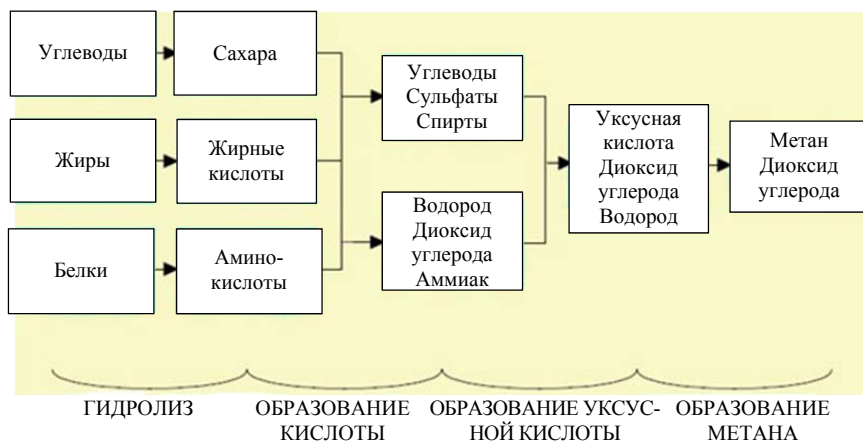 Углеводы
Сахара
Жиры
Жирные
кислоты
Белки
Амино-
кислоты
Углеводы
Сульфаты
Спирты
Водород
Диоксид
углерода
Аммиак
Уксусная
кислота
Диоксид
углерода
Водород
Метан
Диоксид
углерода
ГИДРОЛИЗ
ОБРАЗОВАНИЕ
КИСЛОТЫ
ОБРАЗОВАНИЕ УКСУС-
НОЙ КИСЛОТЫ
ОБРАЗОВАНИЕ
МЕТАНА